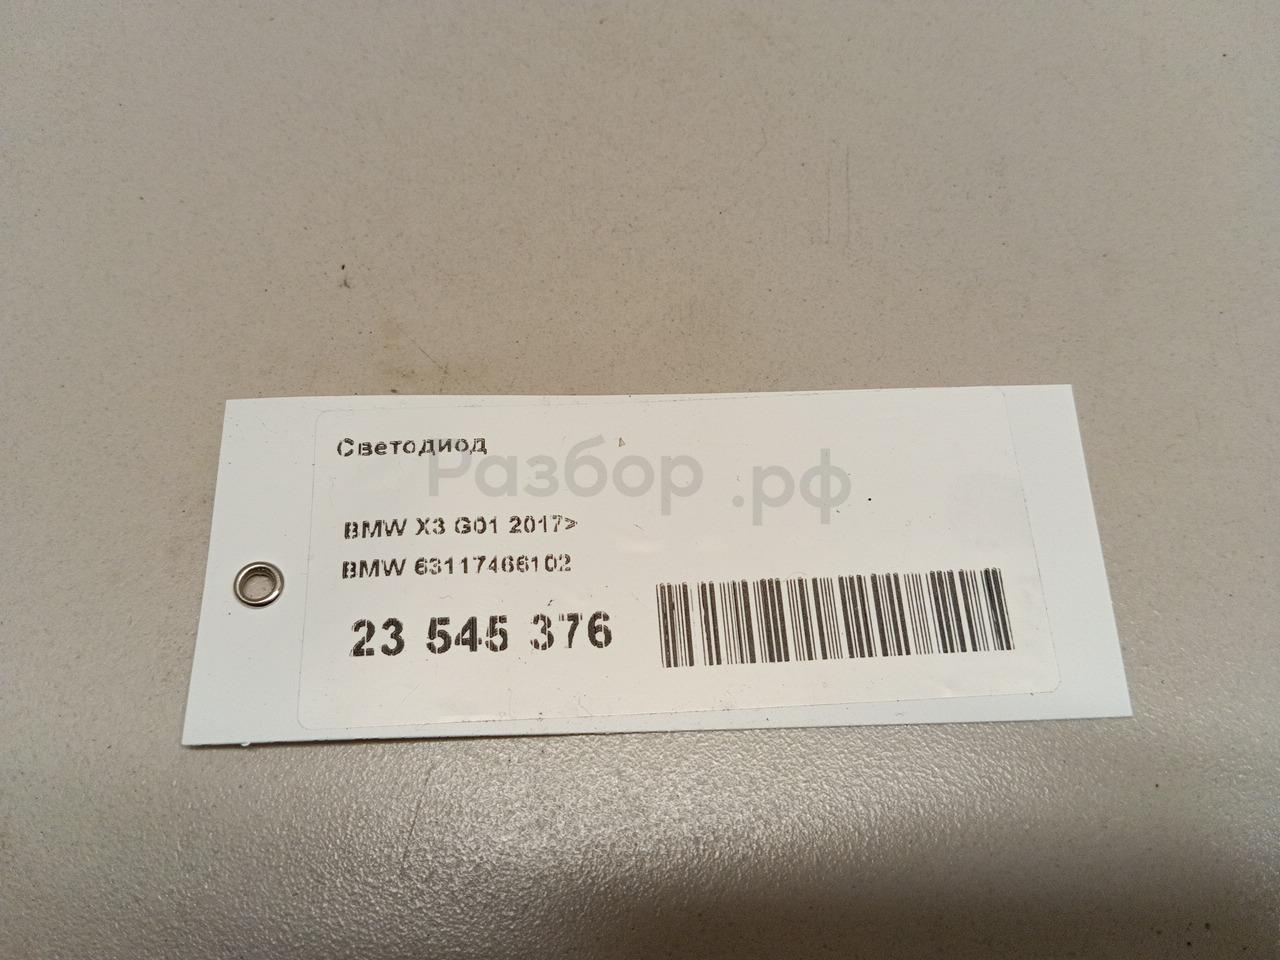 Светодиод
Разбор.рф
BMW X3 G01 2017>
BMW 63117466102
23 545 376